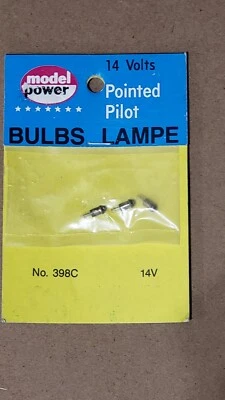 model
power
14 Volts
Pointed
Pilot
BULBS LAMPE
No. 398C
14V